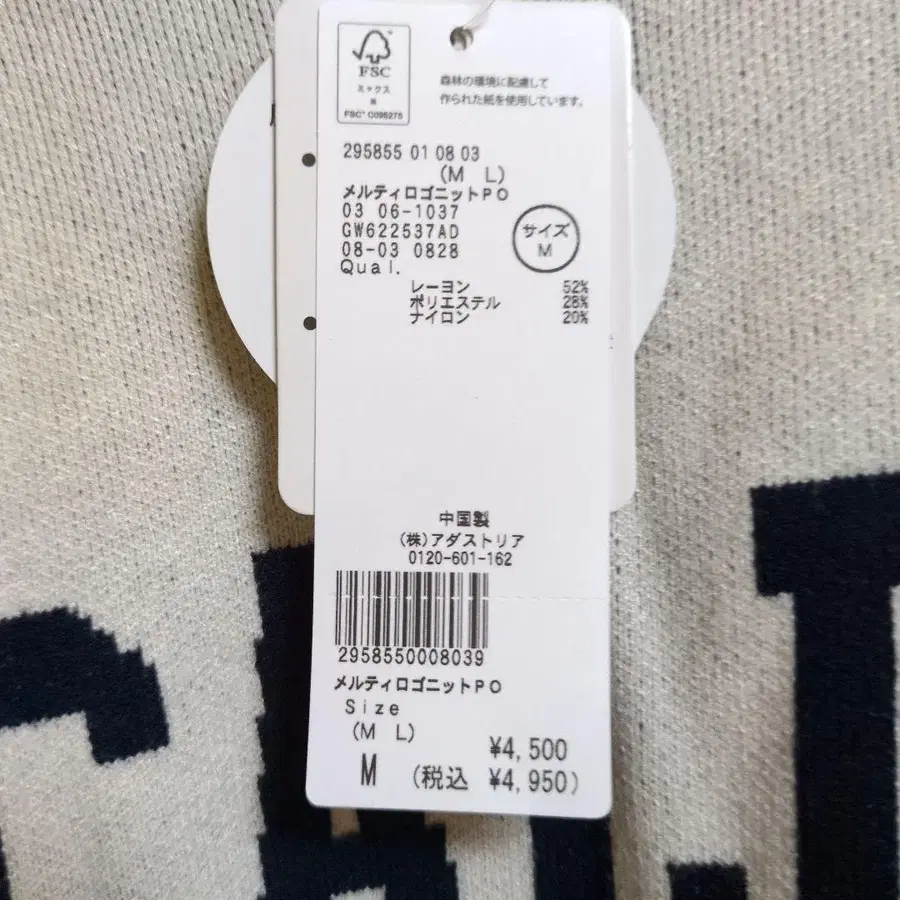 FSC
ミックス
紙
FSC® C095275
森林の環境に配慮して
作られた紙を使用しています。
295855 01 08 03
(M L)
メルティロゴニットPO
03 06-1037
GW622537AD
08-03 0828
Qual.
サイズ
M
レーヨン 52%
ポリエステル 28%
ナイロン 20%
中国製
(株)アダストリア
0120-601-162
2958550008039
メルティロゴニットPO
Size
(M L)
¥4,500
M (税込 ¥4,950)